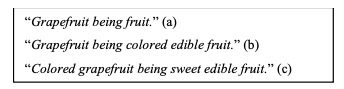 “Grapefruit being fruit.” (a)
“Grapefruit being colored edible fruit.” (b)
“Colored grapefruit being sweet edible fruit.” (c)